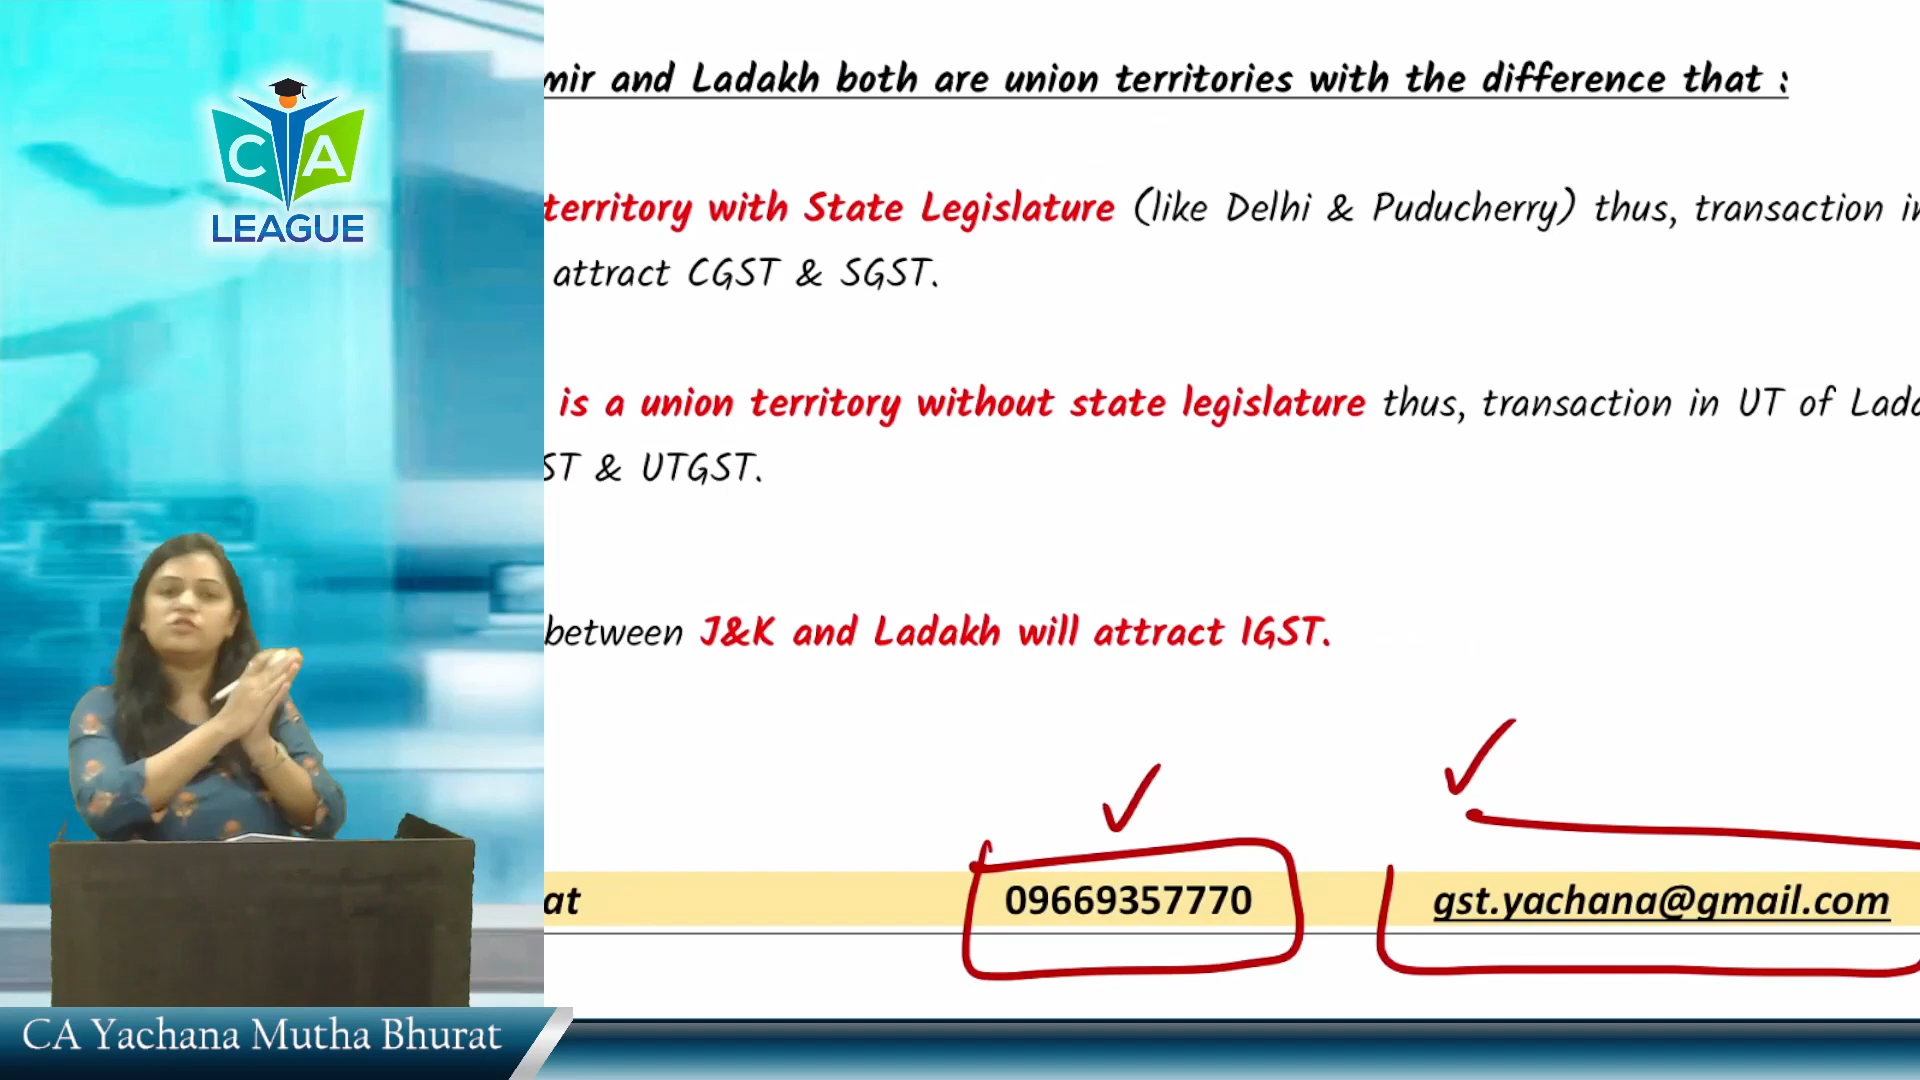 CA
LEAGUE
mir and Ladakh both are union territories with the difference that :
territory with State Legislature (like Delhi & Puducherry) thus, transaction in
attract CGST & SGST.
is a union territory without state legislature thus, transaction in UT of Lada
ST & UTGST.
between J&K and Ladakh will attract IGST.
at 09669357770 gst.yachana@gmail.com
CA Yachana Mutha Bhurat